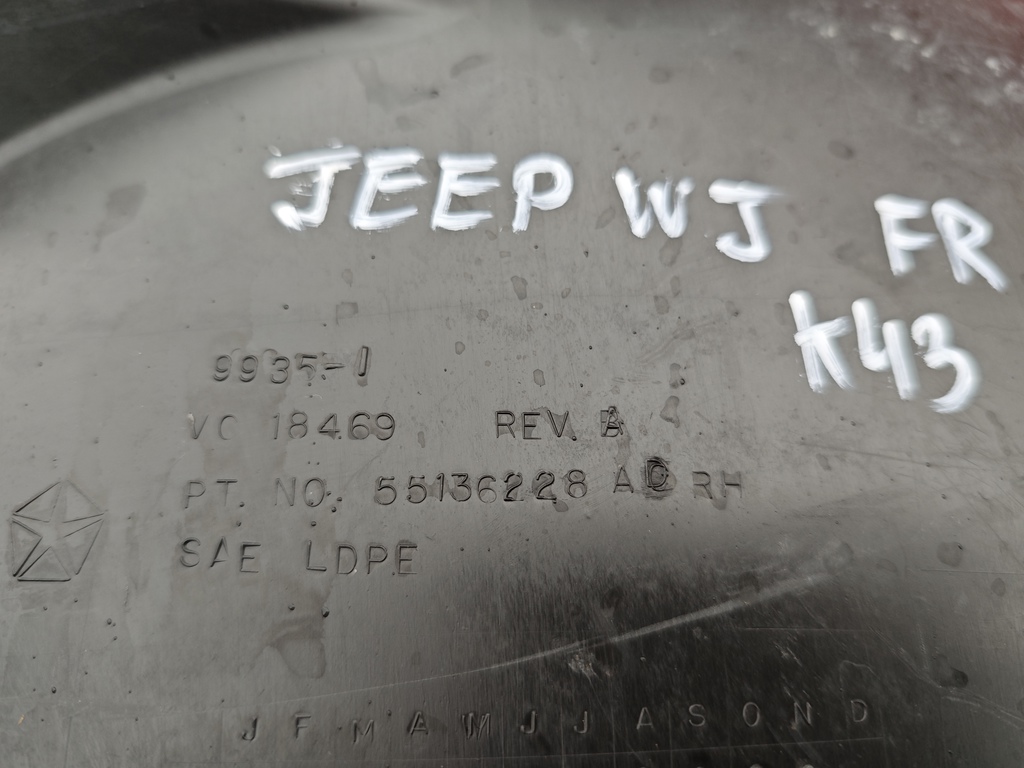 JEEP WJ FR
K43
9935-1
VC 18469 REV. B
PT. NO. 55136228 AD RH
SAE LDPE
J F M A M J J A S O N D